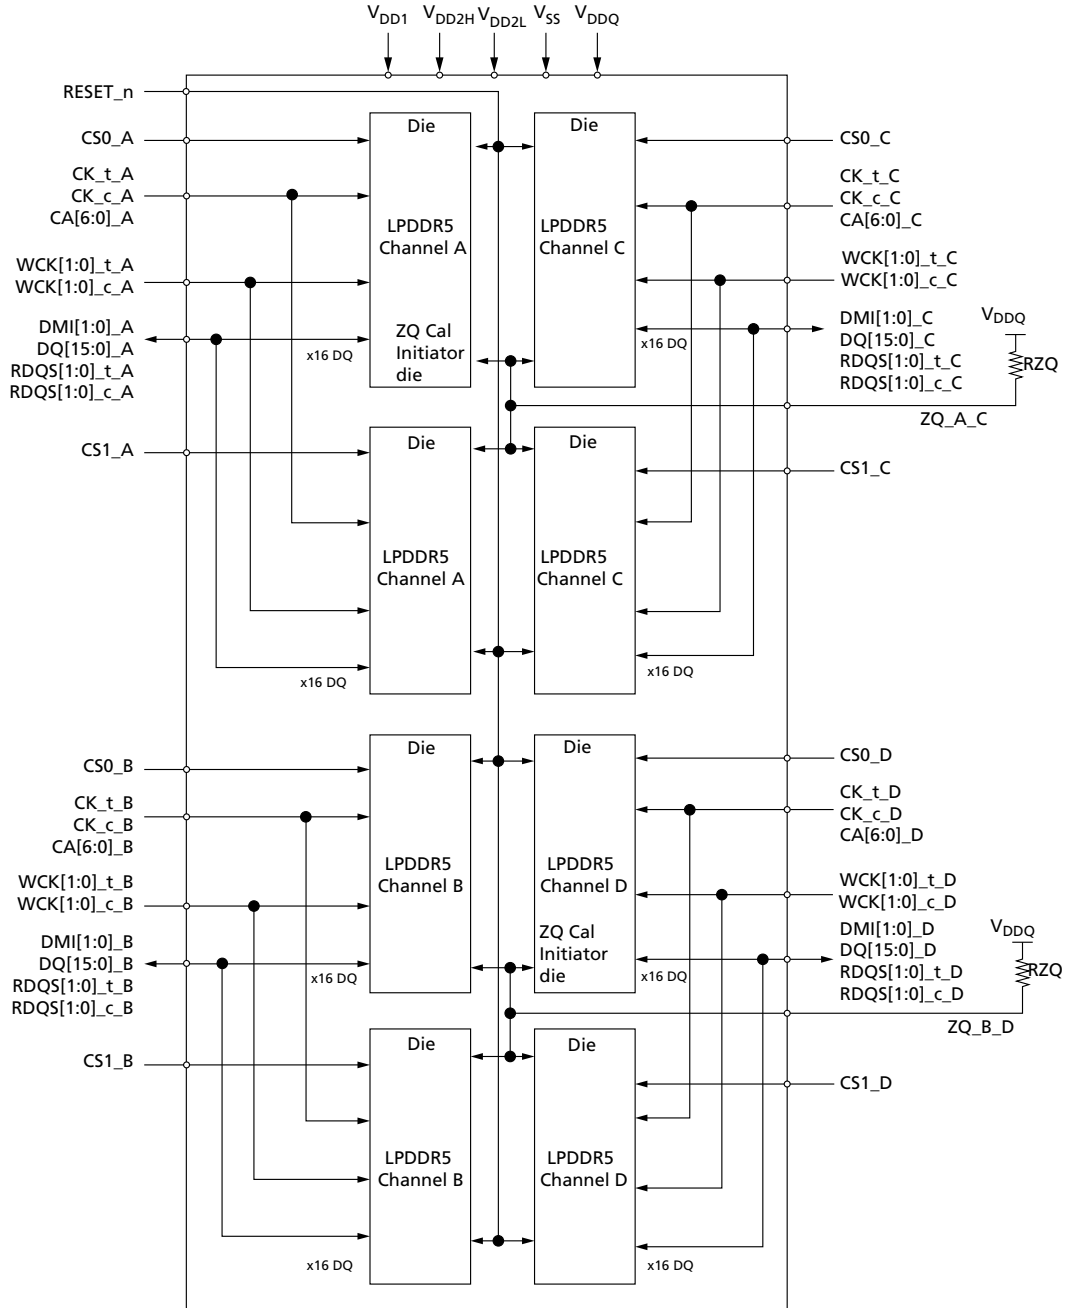 VDD1 VDD2H VDD2L VSS VDDQ
RESET_n
CS0_A
CK_t_A
CK_c_A
CA[6:0]_A
WCK[1:0]_t_A
WCK[1:0]_c_A
DMI[1:0]_A
DQ[15:0]_A
RDQS[1:0]_t_A
RDQS[1:0]_c_A
CS1_A
Die
LPDDR5
Channel A
ZQ Cal
Initiator
die
x16 DQ
Die
LPDDR5
Channel C
x16 DQ
CS0_C
CK_t_C
CK_c_C
CA[6:0]_C
WCK[1:0]_t_C
WCK[1:0]_c_C
DMI[1:0]_C
DQ[15:0]_C
RDQS[1:0]_t_C
RDQS[1:0]_c_C
VDDQ
RZQ
ZQ_A_C
CS1_C
Die
LPDDR5
Channel A
x16 DQ
Die
LPDDR5
Channel C
x16 DQ
CS0_B
CK_t_B
CK_c_B
CA[6:0]_B
WCK[1:0]_t_B
WCK[1:0]_c_B
DMI[1:0]_B
DQ[15:0]_B
RDQS[1:0]_t_B
RDQS[1:0]_c_B
CS1_B
Die
LPDDR5
Channel B
x16 DQ
Die
LPDDR5
Channel D
ZQ Cal
Initiator
die
x16 DQ
CS0_D
CK_t_D
CK_c_D
CA[6:0]_D
WCK[1:0]_t_D
WCK[1:0]_c_D
DMI[1:0]_D
DQ[15:0]_D
RDQS[1:0]_t_D
RDQS[1:0]_c_D
VDDQ
RZQ
ZQ_B_D
CS1_D
Die
LPDDR5
Channel B
x16 DQ
Die
LPDDR5
Channel D
x16 DQ